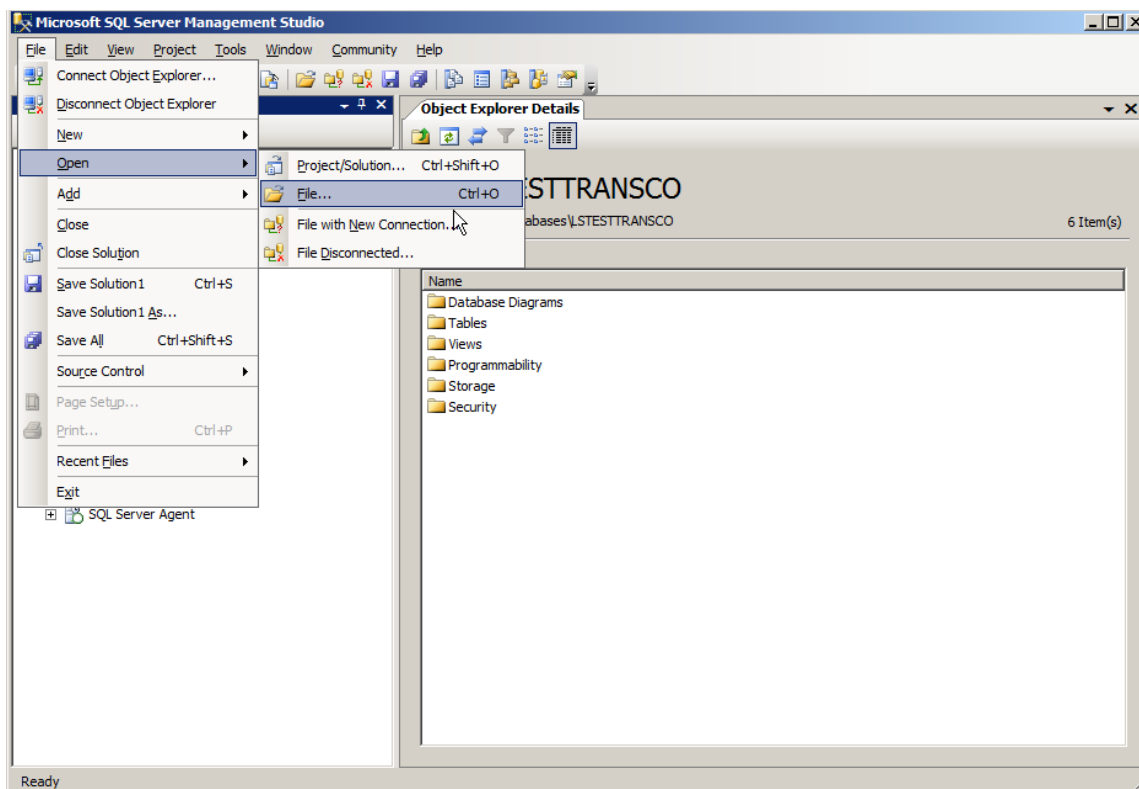 Microsoft SQL Server Management Studio
File Edit View Project Tools Window Community Help
Connect Object Explorer...
Disconnect Object Explorer
New
Open
Add
Close
Close Solution
Save Solution1 Ctrl+S
Save Solution1 As...
Save All Ctrl+Shift+S
Source Control
Page Setup...
Print... Ctrl+P
Recent Files
Exit
SQL Server Agent
Project/Solution... Ctrl+Shift+O
File... Ctrl+O
File with New Connection...
File Disconnected...
Object Explorer Details
STTRANSCO
abases\LSTESTTRANSCO 6 Item(s)
Name
Database Diagrams
Tables
Views
Programmability
Storage
Security
Ready